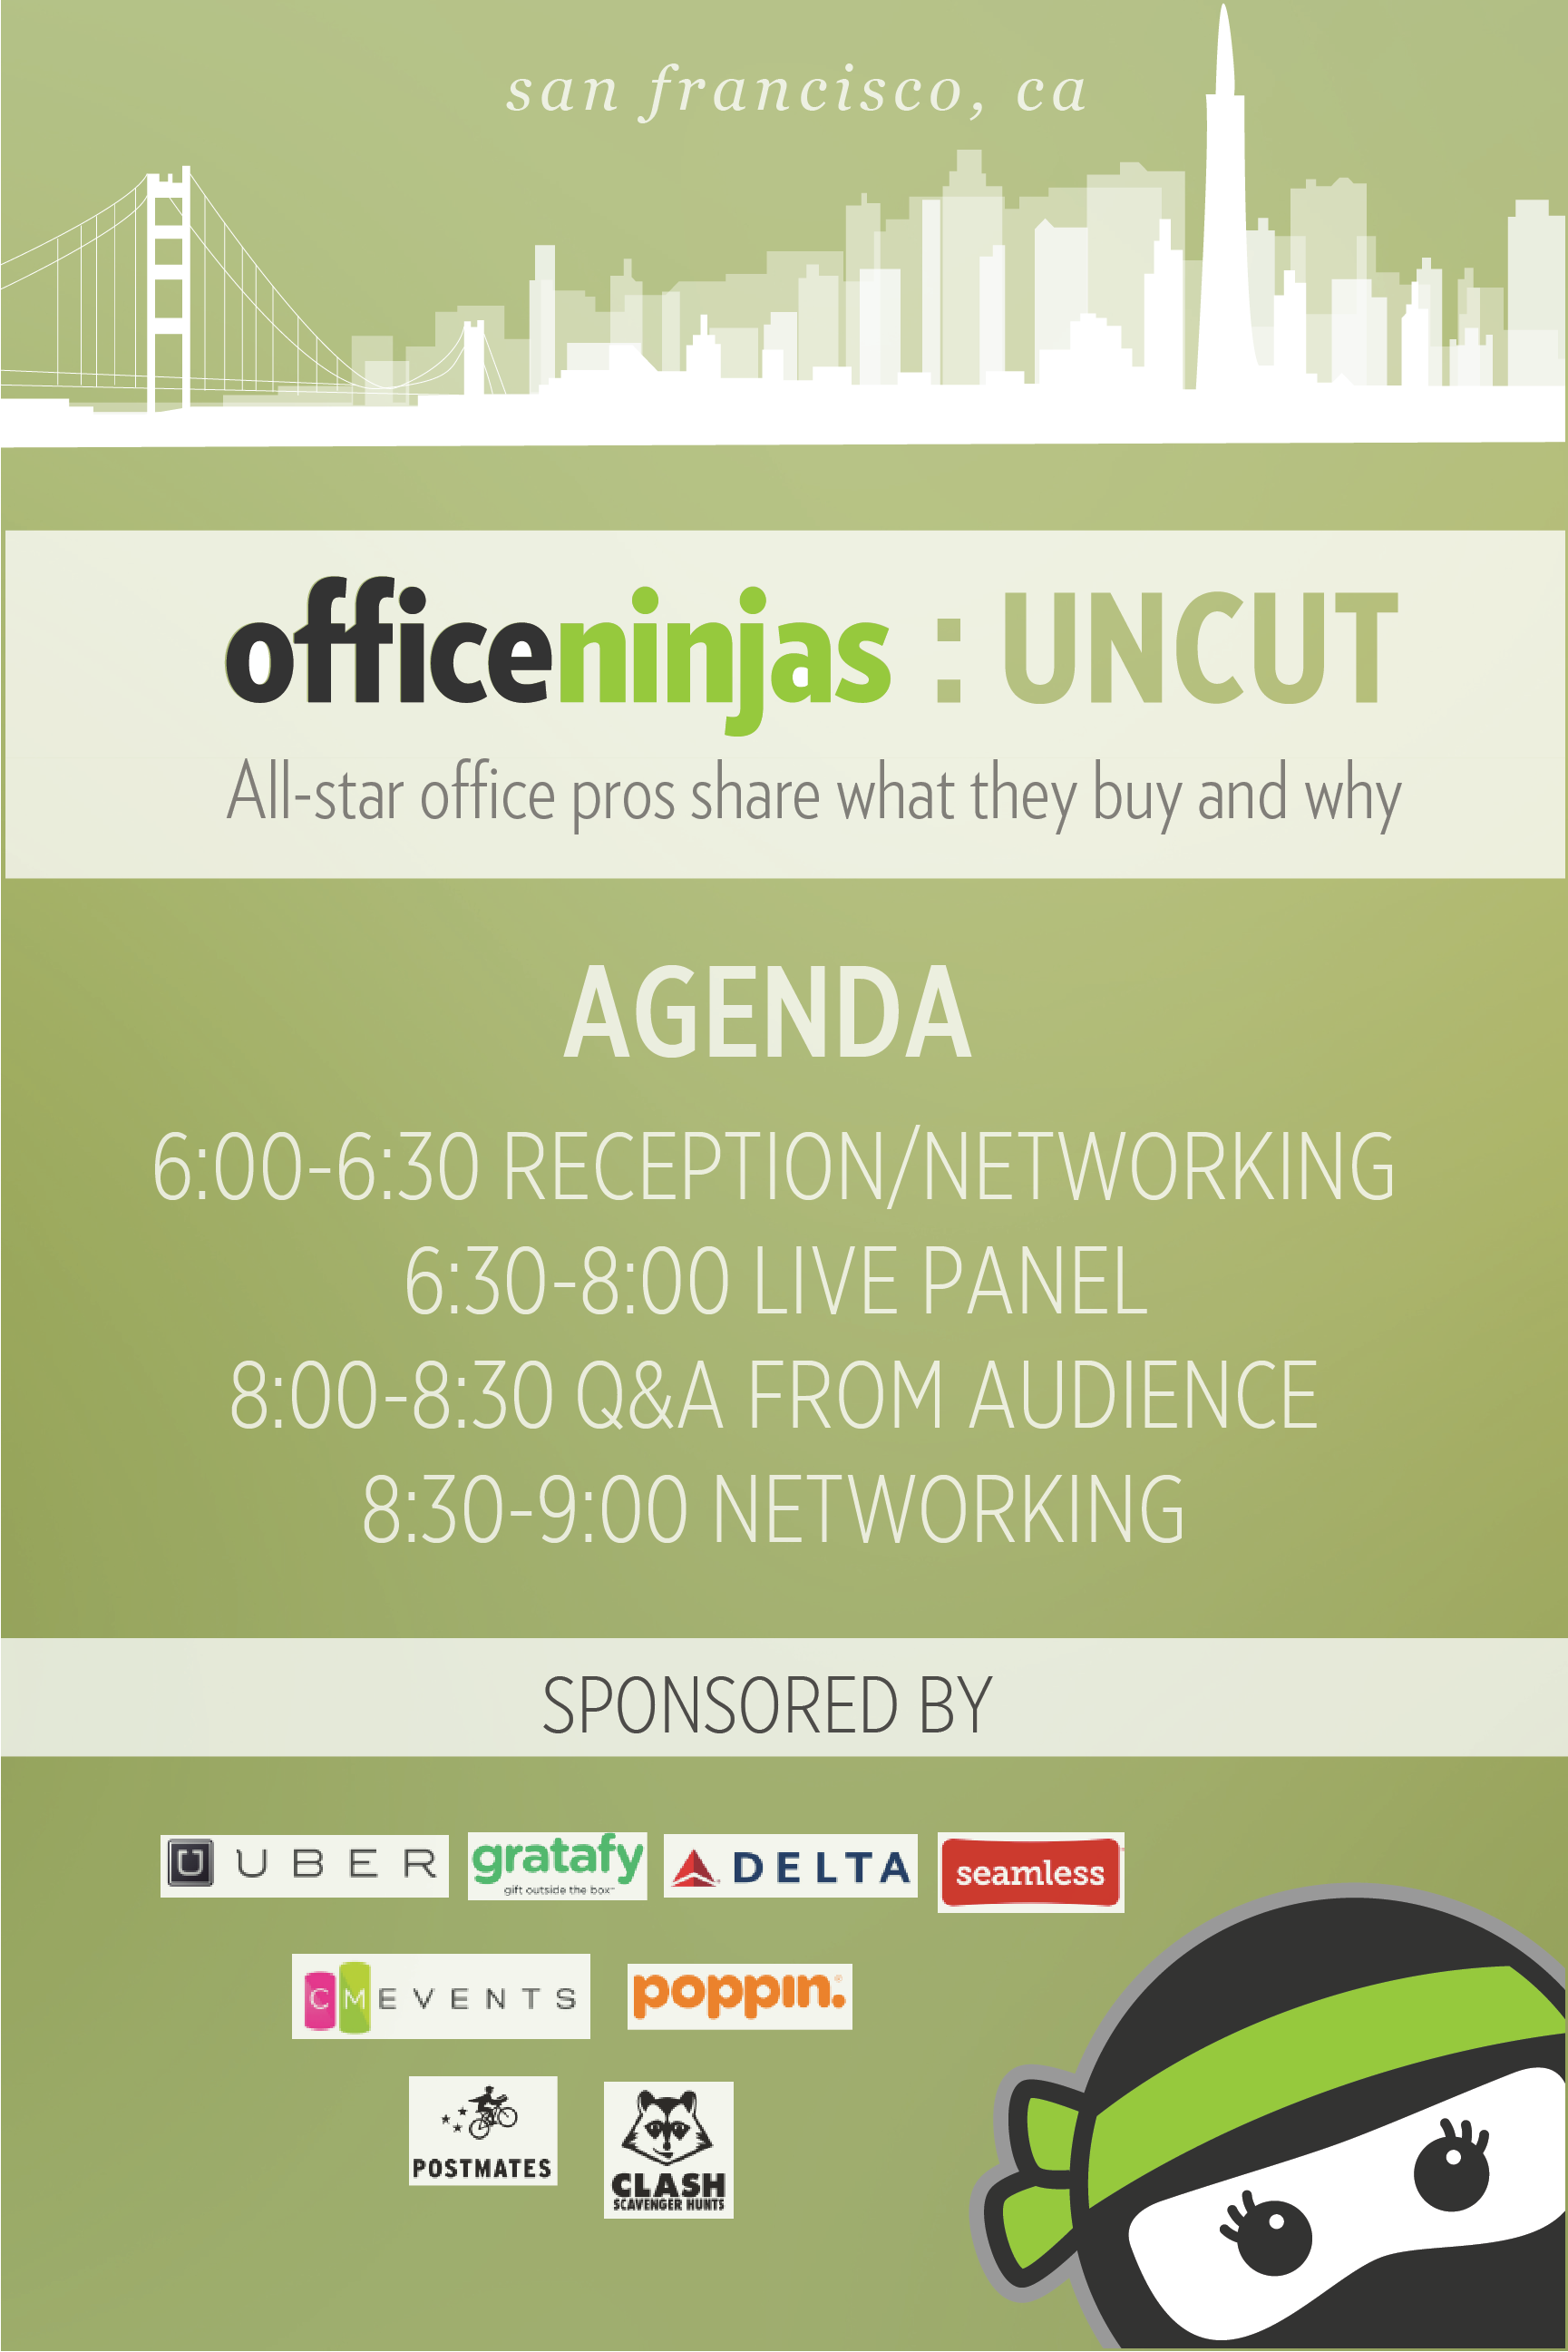 san francisco, ca
officeninjas : UNCUT
All-star office pros share what they buy and why
AGENDA
6:00-6:30 RECEPTION/NETWORKING
6:30-8:00 LIVE PANEL
8:00-8:30 Q&A FROM AUDIENCE
8:30-9:00 NETWORKING
SPONSORED BY
U UBER
gratafy
gift outside the box™
DELTA
seamless
CM EVENTS
poppin.®
POSTMATES
CLASH
SCAVENGER HUNTS